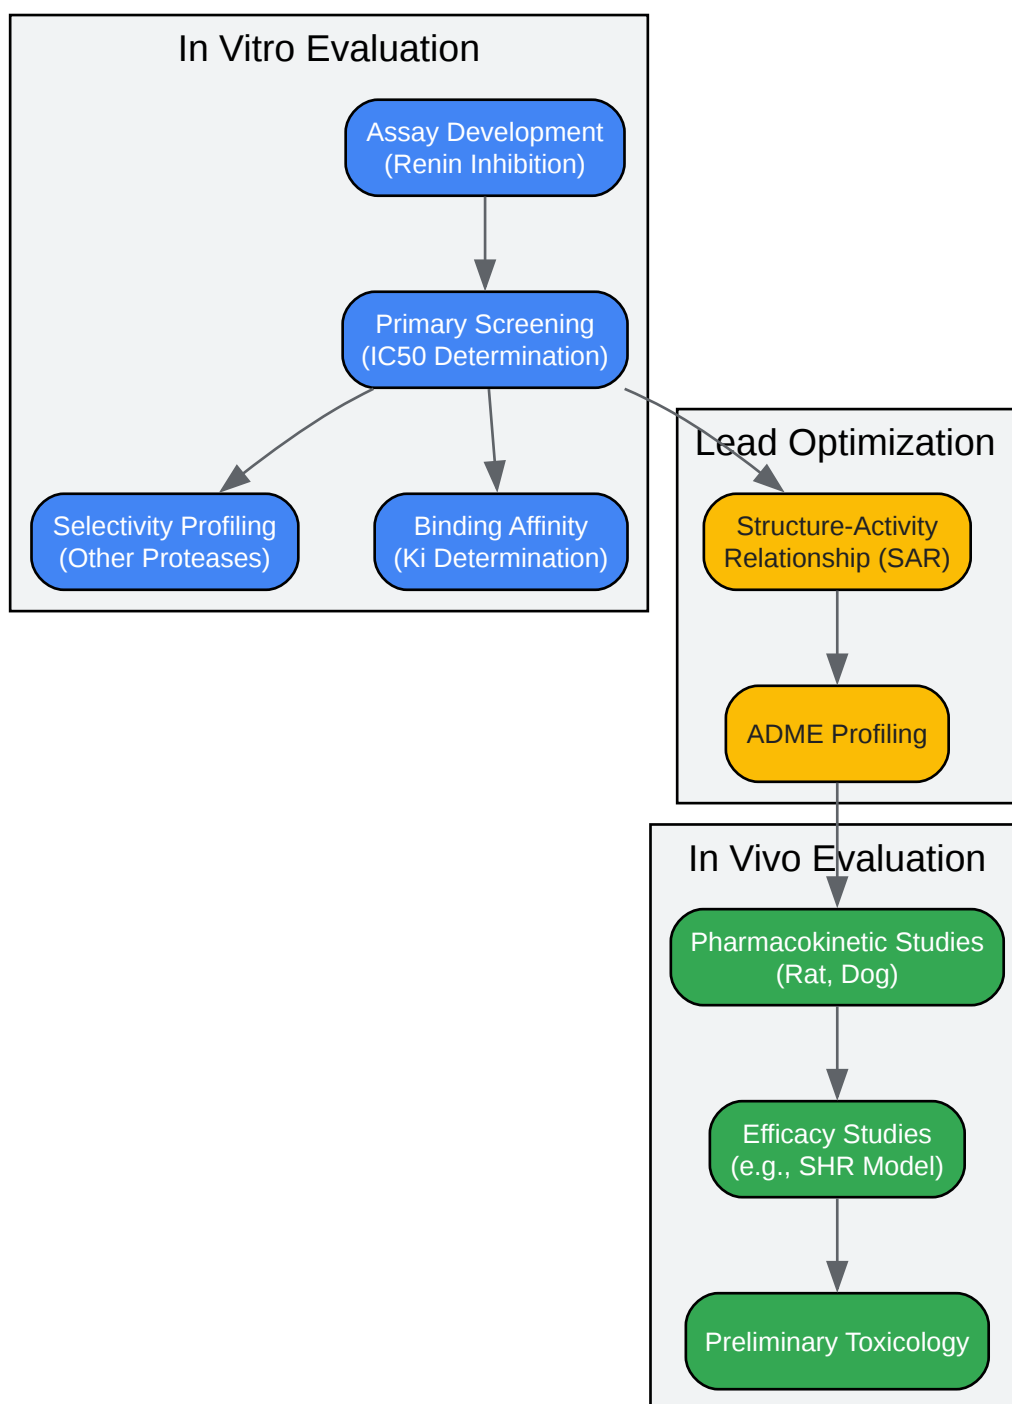 In Vitro Evaluation
Assay Development
(Renin Inhibition)
Primary Screening
(IC50 Determination)
Selectivity Profiling
(Other Proteases)
Binding Affinity
(Ki Determination)
Lead Optimization
Structure-Activity
Relationship (SAR)
ADME Profiling
In Vivo Evaluation
Pharmacokinetic Studies
(Rat, Dog)
Efficacy Studies
(e.g., SHR Model)
Preliminary Toxicology